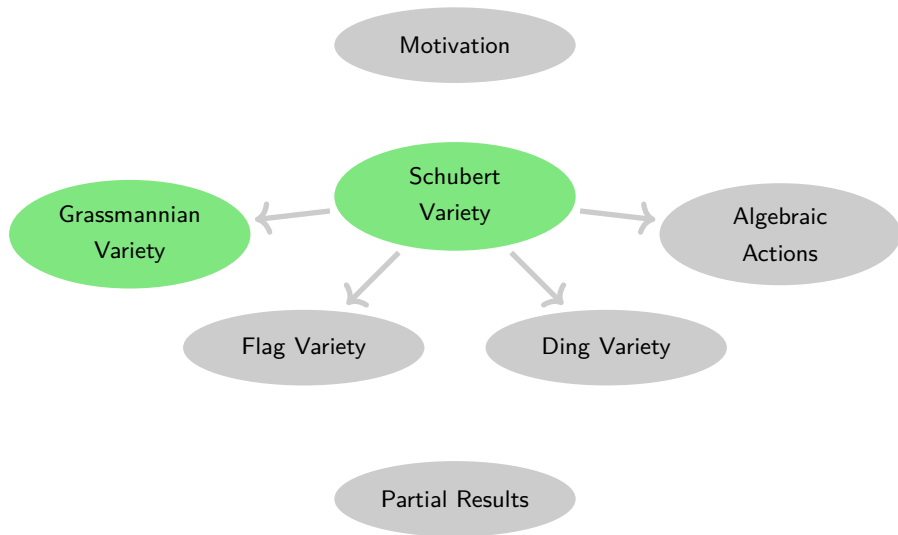 Motivation
Schubert
Variety
Grassmannian
Variety
Algebraic
Actions
Flag Variety
Ding Variety
Partial Results